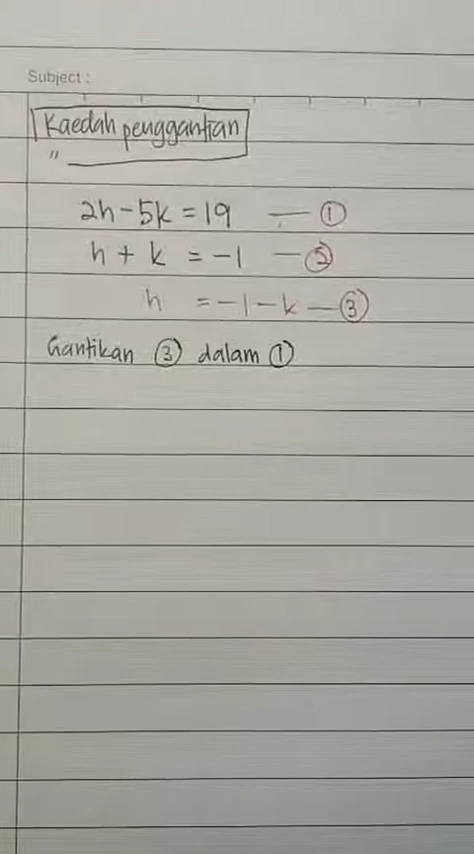 Subject :
Kaedah penggantian
"
2h - 5k = 19 — ①
h + k = -1 — ②
h = -1 - k — ③
Gantikan ③ dalam ①